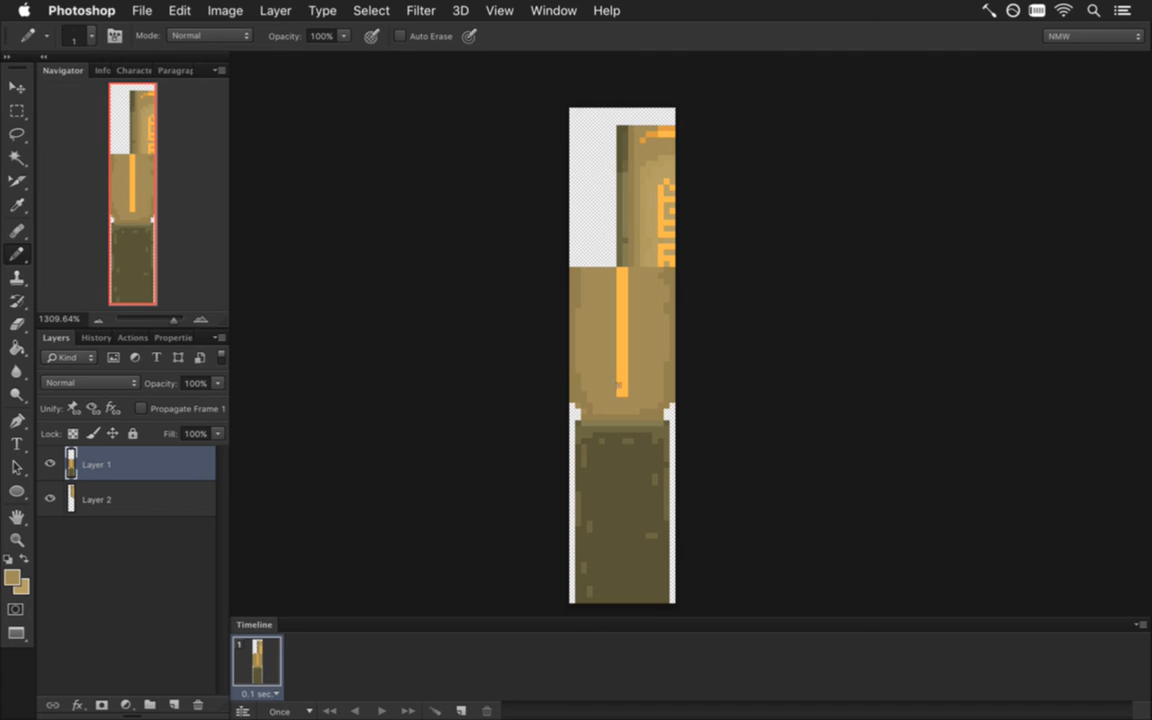 Photoshop File Edit Image Layer Type Select Filter 3D View Window Help
1 Mode: Normal Opacity: 100% Auto Erase NMW
Navigator Info Characte Paragrap
1309.64%
Layers History Actions Propertie
Kind
Normal Opacity: 100%
Unify: Propagate Frame 1
Lock: Fill: 100%
Layer 1
Layer 2
Timeline
1
0.1 sec.
Once